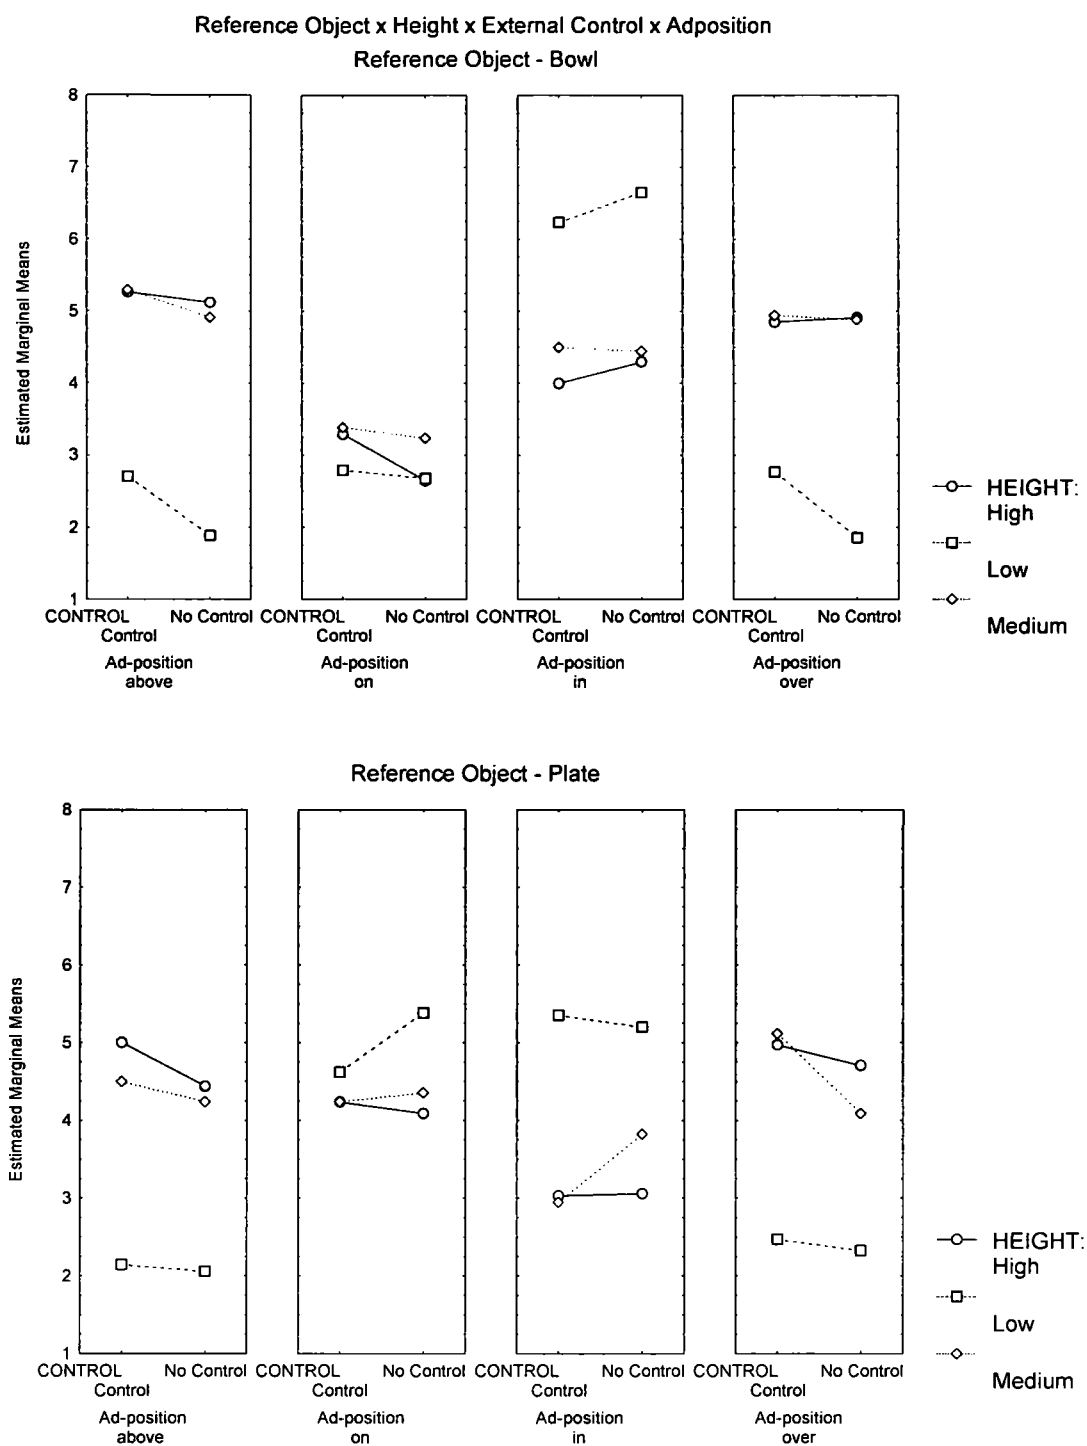 Reference Object x Height x External Control x Adposition
Reference Object - Bowl
Estimated Marginal Means
8
7
6
5
4
3
2
1
CONTROL No Control CONTROL No Control CONTROL No Control CONTROL No Control
Control Control Control Control
Ad-position Ad-position Ad-position Ad-position
above on in over
HEIGHT:
High
Low
Medium
Reference Object - Plate
Estimated Marginal Means
8
7
6
5
4
3
2
1
CONTROL No Control CONTROL No Control CONTROL No Control CONTROL No Control
Control Control Control Control
Ad-position Ad-position Ad-position Ad-position
above on in over
HEIGHT:
High
Low
Medium